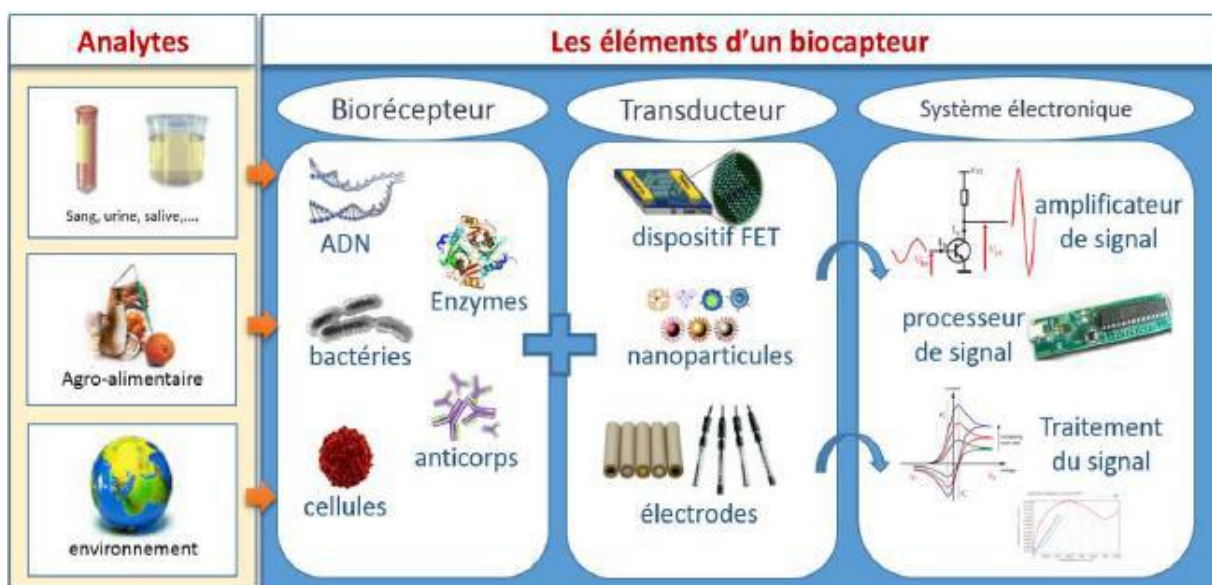 Analytes
Les éléments d'un biocapteur
Biorécepteur
Transducteur
Système électronique
Sang, urine, salive,....
Agro-alimentaire
environnement
ADN
Enzymes
bactéries
anticorps
cellules
dispositif FET
nanoparticules
électrodes
amplificateur
de signal
processeur
de signal
Traitement
du signal